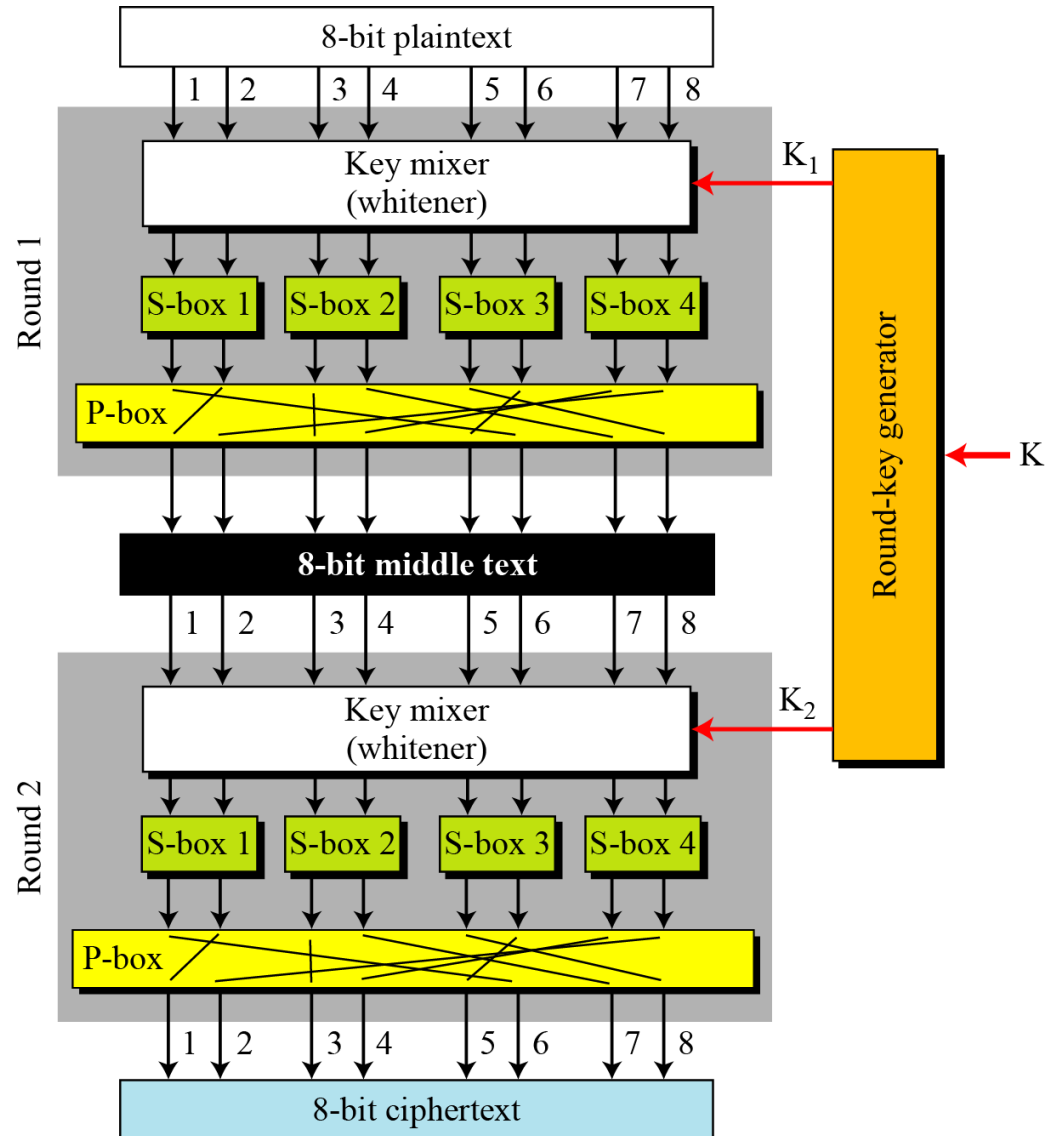 8-bit plaintext
1 2 3 4 5 6 7 8
Round 1
Key mixer
(whitener)
K1
S-box 1 S-box 2 S-box 3 S-box 4
P-box
Round-key generator
K
8-bit middle text
1 2 3 4 5 6 7 8
Round 2
Key mixer
(whitener)
K2
S-box 1 S-box 2 S-box 3 S-box 4
P-box
1 2 3 4 5 6 7 8
8-bit ciphertext